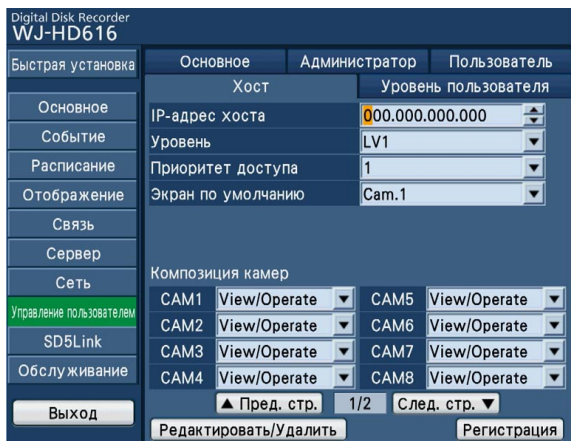 Digital Disk Recorder
WJ-HD616
Быстрая установка
Основное
Событие
Расписание
Отображение
Связь
Сервер
Сеть
Управление пользователем
SD5Link
Обслуживание
Выход
Основное Администратор Пользователь
Хост Уровень пользователя
IP-адрес хоста 000.000.000.000
Уровень LV1
Приоритет доступа 1
Экран по умолчанию Cam.1
Композиция камер
CAM1 View/Operate CAM5 View/Operate
CAM2 View/Operate CAM6 View/Operate
CAM3 View/Operate CAM7 View/Operate
CAM4 View/Operate CAM8 View/Operate
▲ Пред. стр. 1/2 След. стр. ▼
Редактировать/Удалить Регистрация